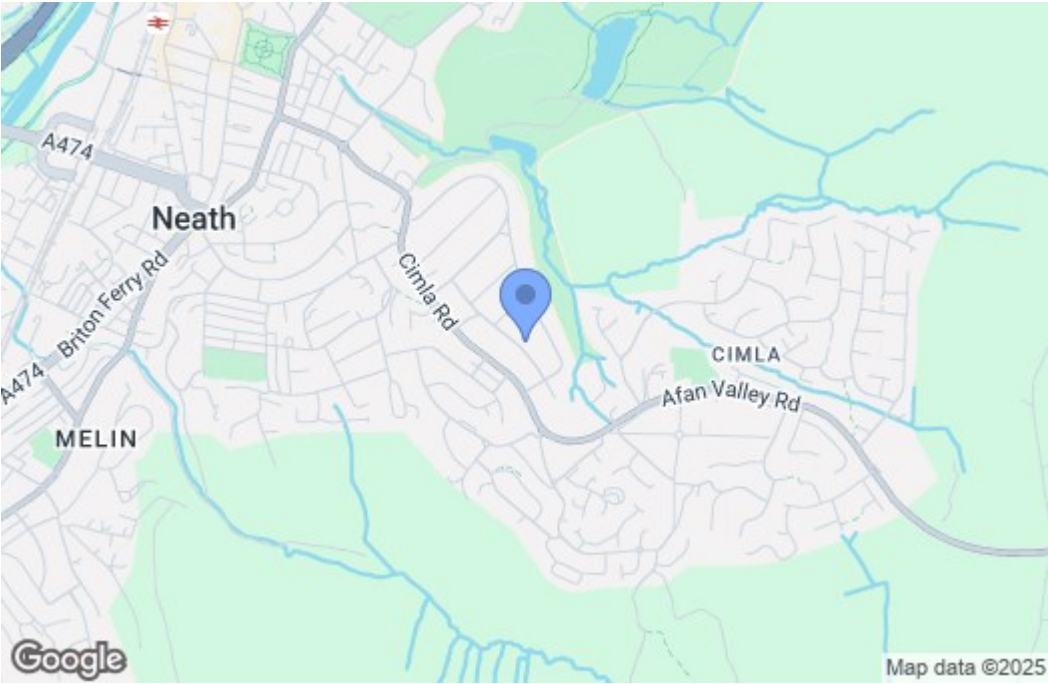 A474
Neath
Cimla Rd
Briton Ferry Rd
CIMLA
A474
Afan Valley Rd
MELIN
Google
Map data ©2025